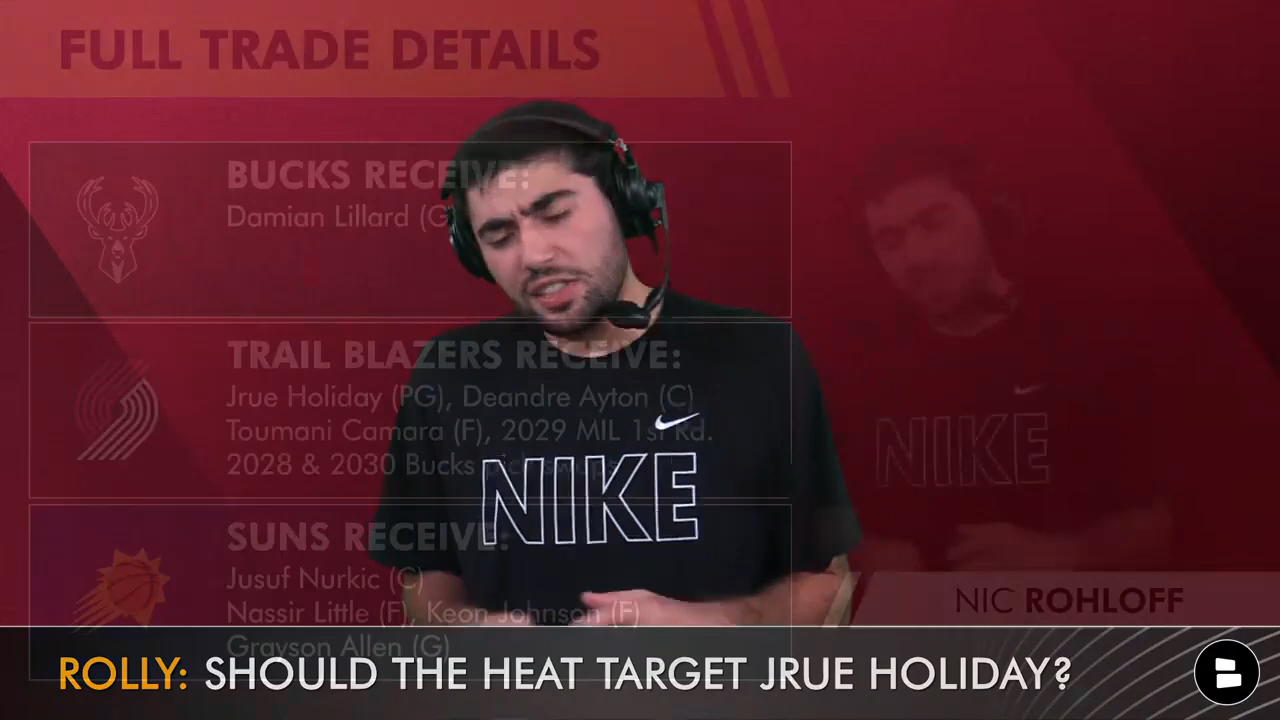 FULL TRADE DETAILS
BUCKS RECEIVE:
Damian Lillard (G
TRAIL BLAZERS RECEIVE:
Jrue Holiday (PG), Deandre Ayton (C)
Toumani Camara (F), 2029 MIL 1st Rd.
2028 & 2030 Bucks pick swaps
SUNS RECEIVE:
Jusuf Nurkic (C)
Nassir Little (F), Keon Johnson (F)
Grayson Allen (G)
NIKE
NIKE
NIC ROHLOFF
ROLLY: SHOULD THE HEAT TARGET JRUE HOLIDAY?